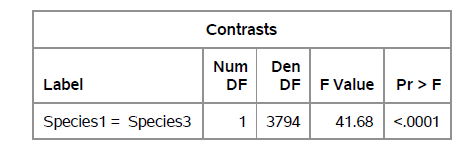 Contrasts
Label Num DF Den DF F Value Pr > F
Species1 = Species3 1 3794 41.68 <.0001